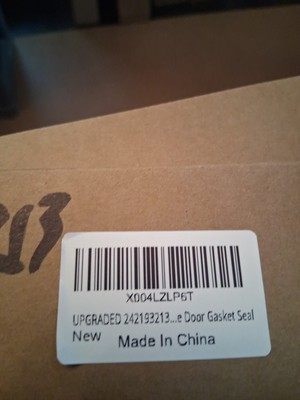 213
X004LZLP6T
UPGRADED 242193213...e Door Gasket Seal
New
Made In China